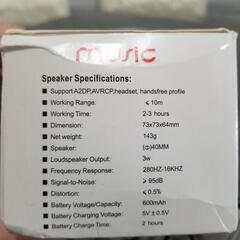 music
Speaker Specifications:
Support A2DP,AVRCP,headset, handsfree profile
Working Range: ≤ 10m
Working Time: 2-3 hours
Dimension: 73x73x64mm
Net weight: 143g
Speaker: (ф)40MM
Loudspeaker Output: 3w
Frequency Response: 280HZ-16KHZ
Signal-to-Noise: ≥ 95dB
Distortion: ≤ 0.5%
Battery Voltage/Capacity: 600mAh
Battery Charging Voltage: 5V ± 0.5V
Battery Charge Time: 2 hours